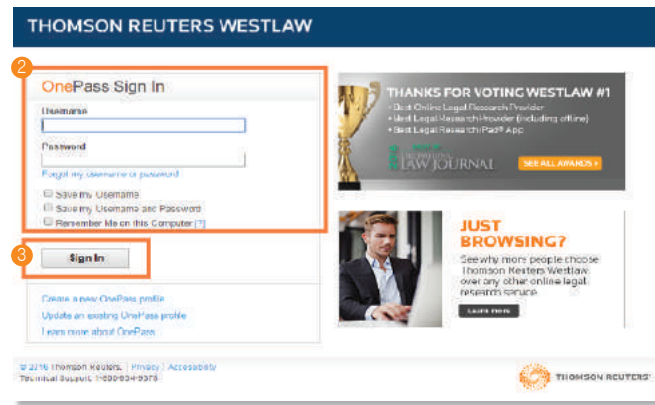 THOMSON REUTERS WESTLAW
2
OnePass Sign In
Username
Password
Forgot my username or password
Save my Username
Save my Username and Password
Remember Me on this Computer [?]
3
Sign In
Create a new OnePass profile
Update an existing OnePass profile
Learn more about OnePass
THANKS FOR VOTING WESTLAW #1
• Best Online Legal Research Provider
• Best Legal Research Provider (including offline)
• Best Legal Research iPad® App
LAW JOURNAL
SEE ALL AWARDS
JUST
BROWSING?
See why more people choose
Thomson Reuters Westlaw
over any other online legal
research service.
Learn more
© 2016 Thomson Reuters. | Privacy | Accessibility
Technical Support: 1-800-
THOMSON REUTERS